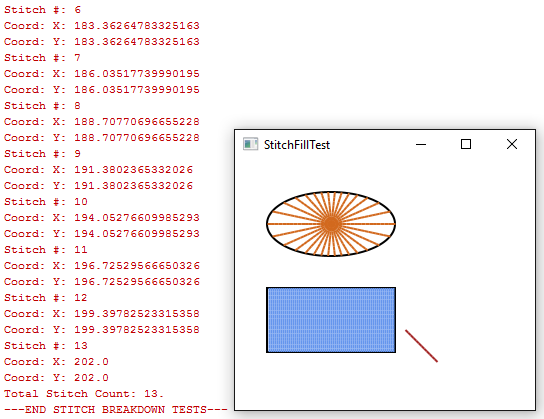 Stitch #: 6
Coord: X: 183.36264783325163
Coord: Y: 183.36264783325163
Stitch #: 7
Coord: X: 186.03517739990195
Coord: Y: 186.03517739990195
Stitch #: 8
Coord: X: 188.70770696655228
Coord: Y: 188.70770696655228
Stitch #: 9
Coord: X: 191.3802365332026
Coord: Y: 191.3802365332026
Stitch #: 10
Coord: X: 194.05276609985293
Coord: Y: 194.05276609985293
Stitch #: 11
Coord: X: 196.72529566650326
Coord: Y: 196.72529566650326
Stitch #: 12
Coord: X: 199.39782523315358
Coord: Y: 199.39782523315358
Stitch #: 13
Coord: X: 202.0
Coord: Y: 202.0
Total Stitch Count: 13.
---END STITCH BREAKDOWN TESTS---
StitchFillTest